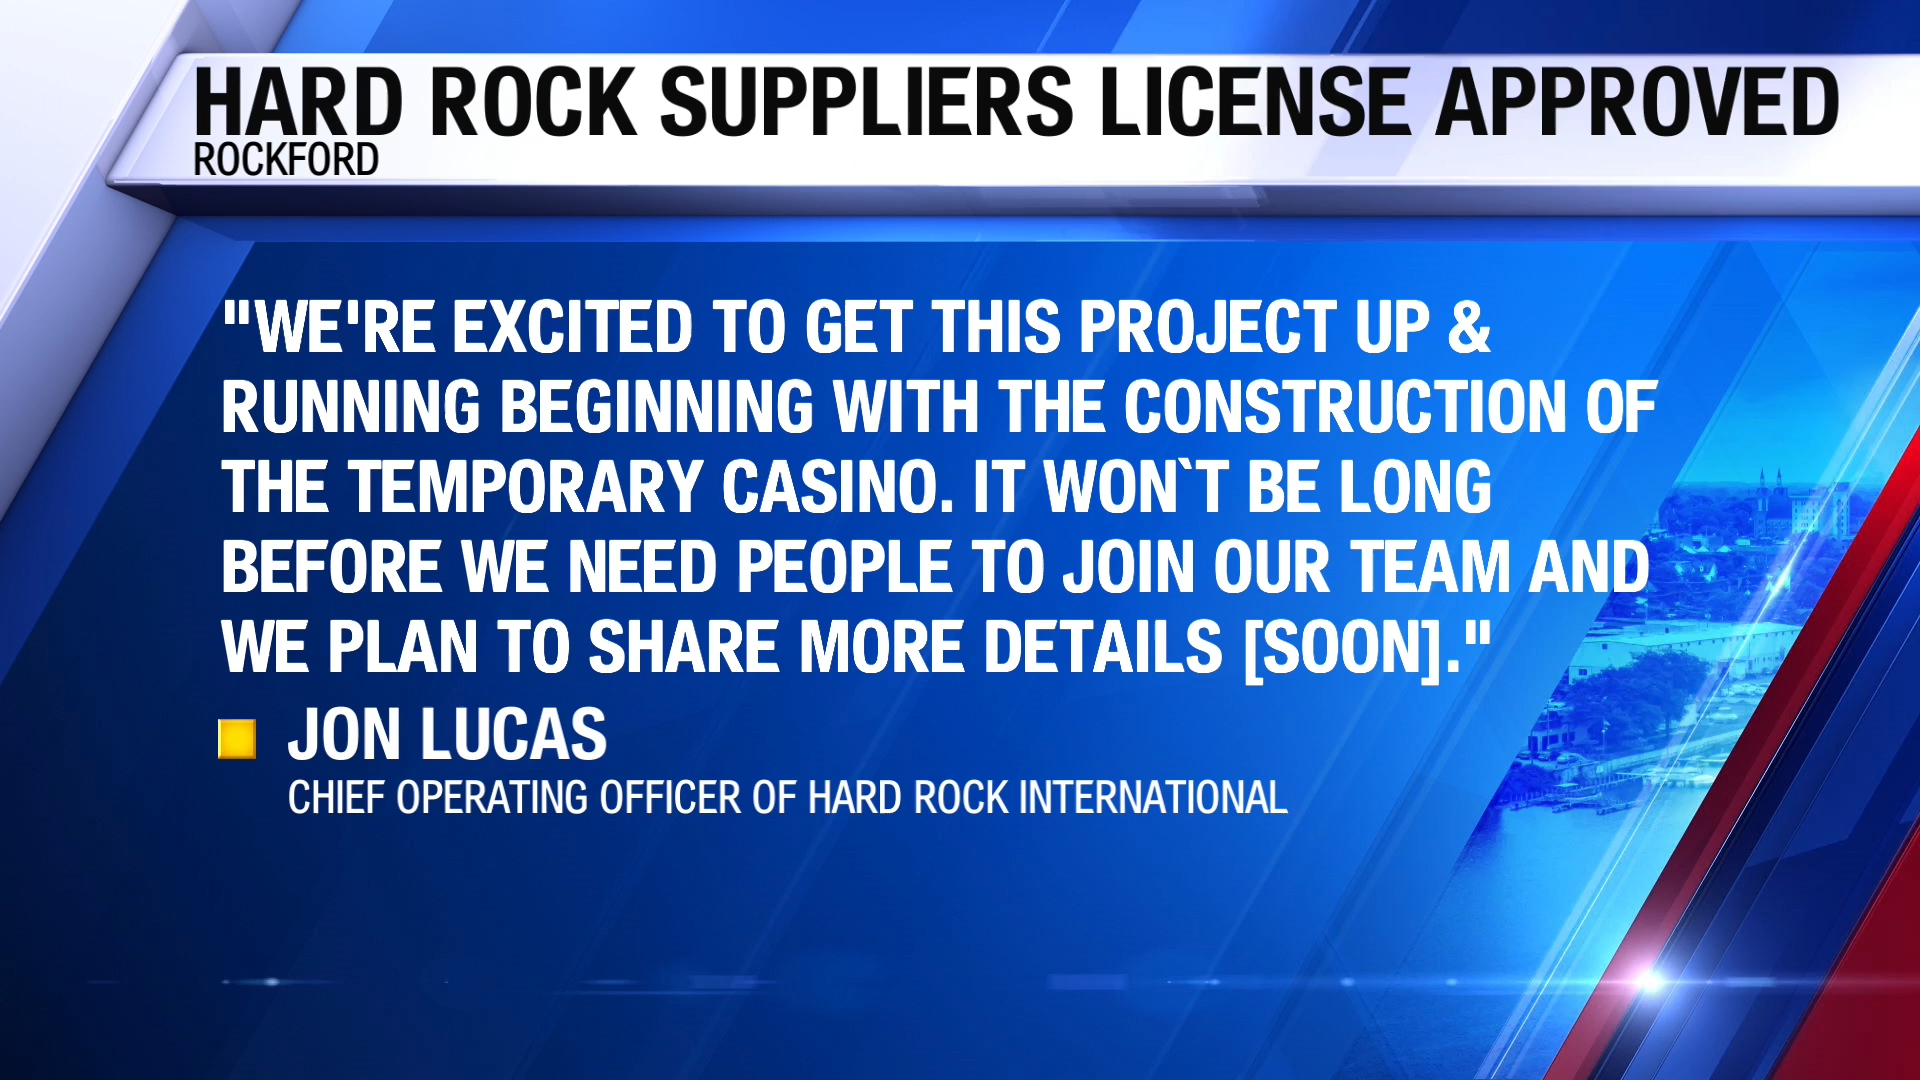 HARD ROCK SUPPLIERS LICENSE APPROVED
ROCKFORD
"WE'RE EXCITED TO GET THIS PROJECT UP &
RUNNING BEGINNING WITH THE CONSTRUCTION OF
THE TEMPORARY CASINO. IT WON`T BE LONG
BEFORE WE NEED PEOPLE TO JOIN OUR TEAM AND
WE PLAN TO SHARE MORE DETAILS [SOON]."
JON LUCAS
CHIEF OPERATING OFFICER OF HARD ROCK INTERNATIONAL